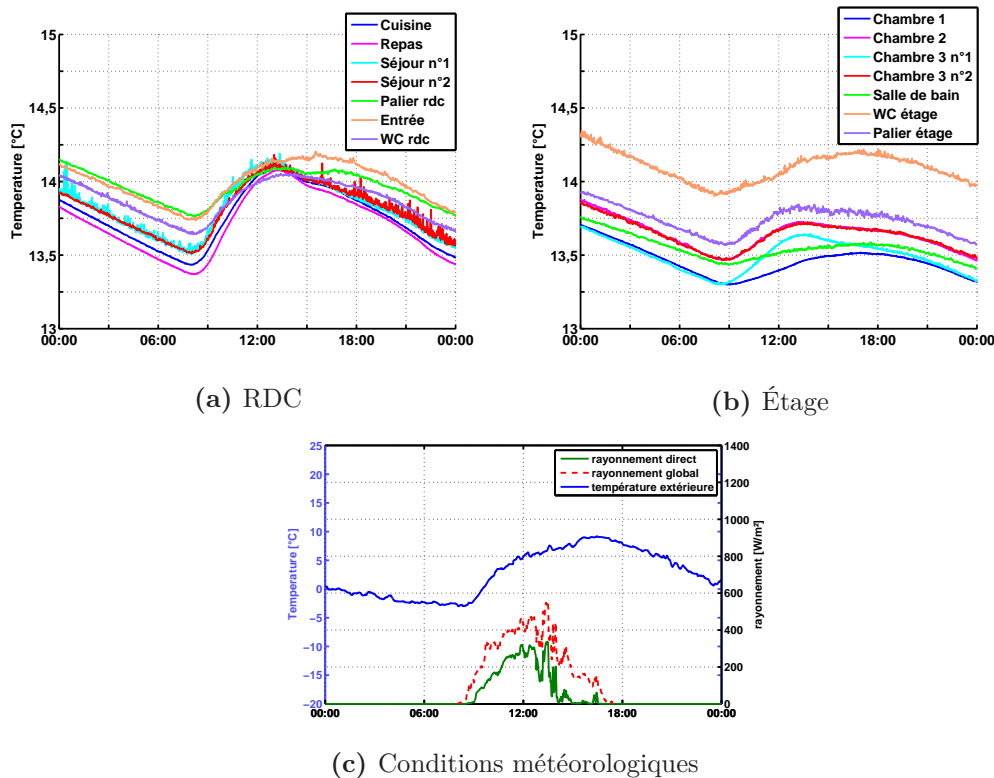 Temperature [°C]
15
14,5
14
13,5
13
00:00 06:00 12:00 18:00 00:00
Cuisine
Repas
Séjour n°1
Séjour n°2
Palier rdc
Entrée
WC rdc
(a) RDC
Temperature [°C]
15
14,5
14
13,5
13
00:00 06:00 12:00 18:00 00:00
Chambre 1
Chambre 2
Chambre 3 n°1
Chambre 3 n°2
Salle de bain
WC étage
Palier étage
(b) Étage
Temperature [°C]
25
20
15
10
5
0
−5
−10
−15
−20
00:00 06:00 12:00 18:00 00:00
rayonnement direct
rayonnement global
température extérieure
1400
1200
1000
800
600
400
200
0
rayonnement [W/m²]
(c) Conditions météorologiques